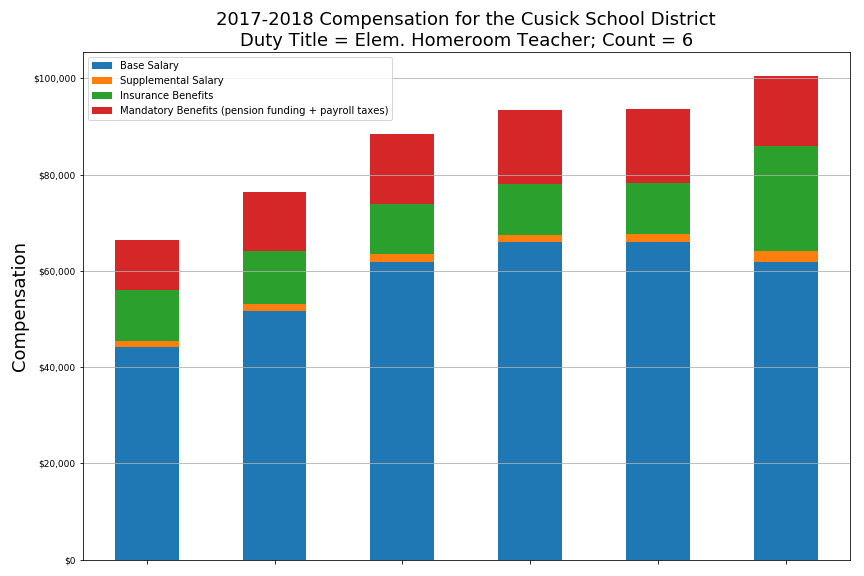 2017-2018 Compensation for the Cusick School District
Duty Title = Elem. Homeroom Teacher; Count = 6
Base Salary
Supplemental Salary
Insurance Benefits
Mandatory Benefits (pension funding + payroll taxes)
$100,000
$80,000
$60,000
$40,000
$20,000
$0
Compensation